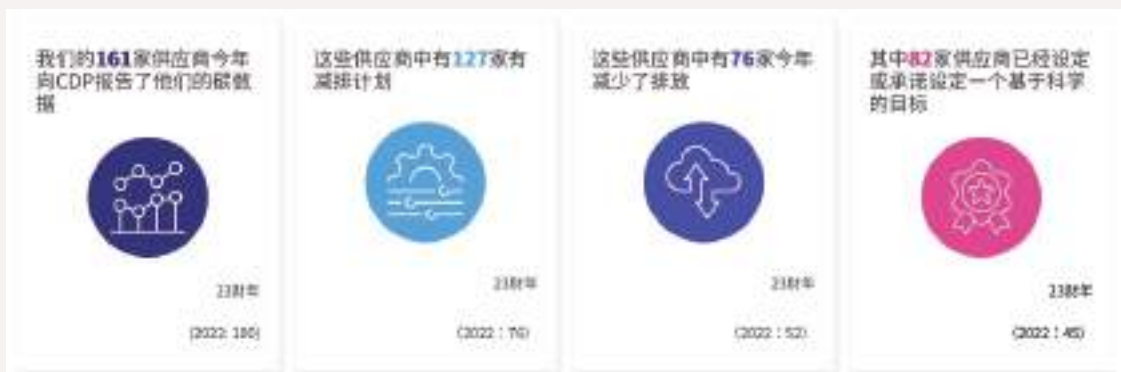 我们的161家供应商今年
向CDP报告了他们的碳数
据
23财年
(2022: 100)
这些供应商中有127家有
减排计划
23财年
(2022：76)
这些供应商中有76家今年
减少了排放
23财年
(2022：52)
其中82家供应商已经设定
或承诺设定一个基于科学
的目标
23财年
(2022：45)